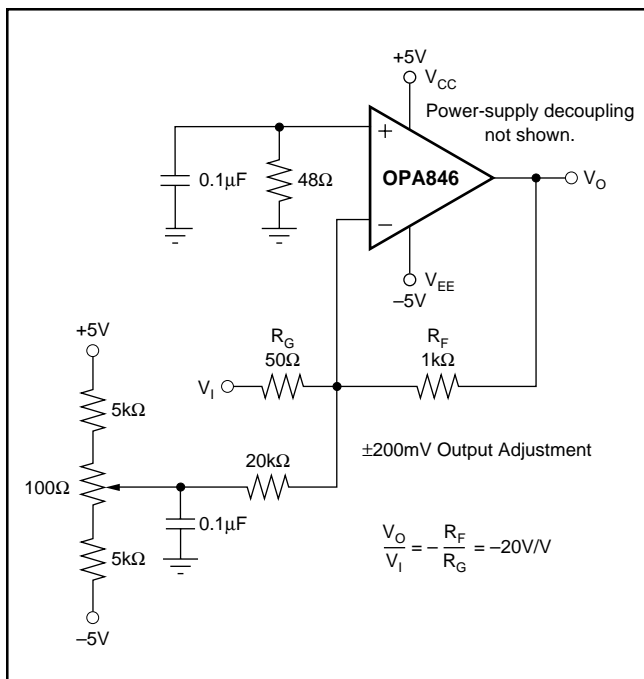 +5V
V_CC
Power-supply decoupling
not shown.
+
OPA846
−
V_O
0.1µF
48Ω
V_EE
–5V
R_G
50Ω
R_F
1kΩ
V_I
+5V
5kΩ
100Ω
20kΩ
0.1µF
5kΩ
–5V
±200mV Output Adjustment
V_O/V_I = – R_F/R_G = –20V/V